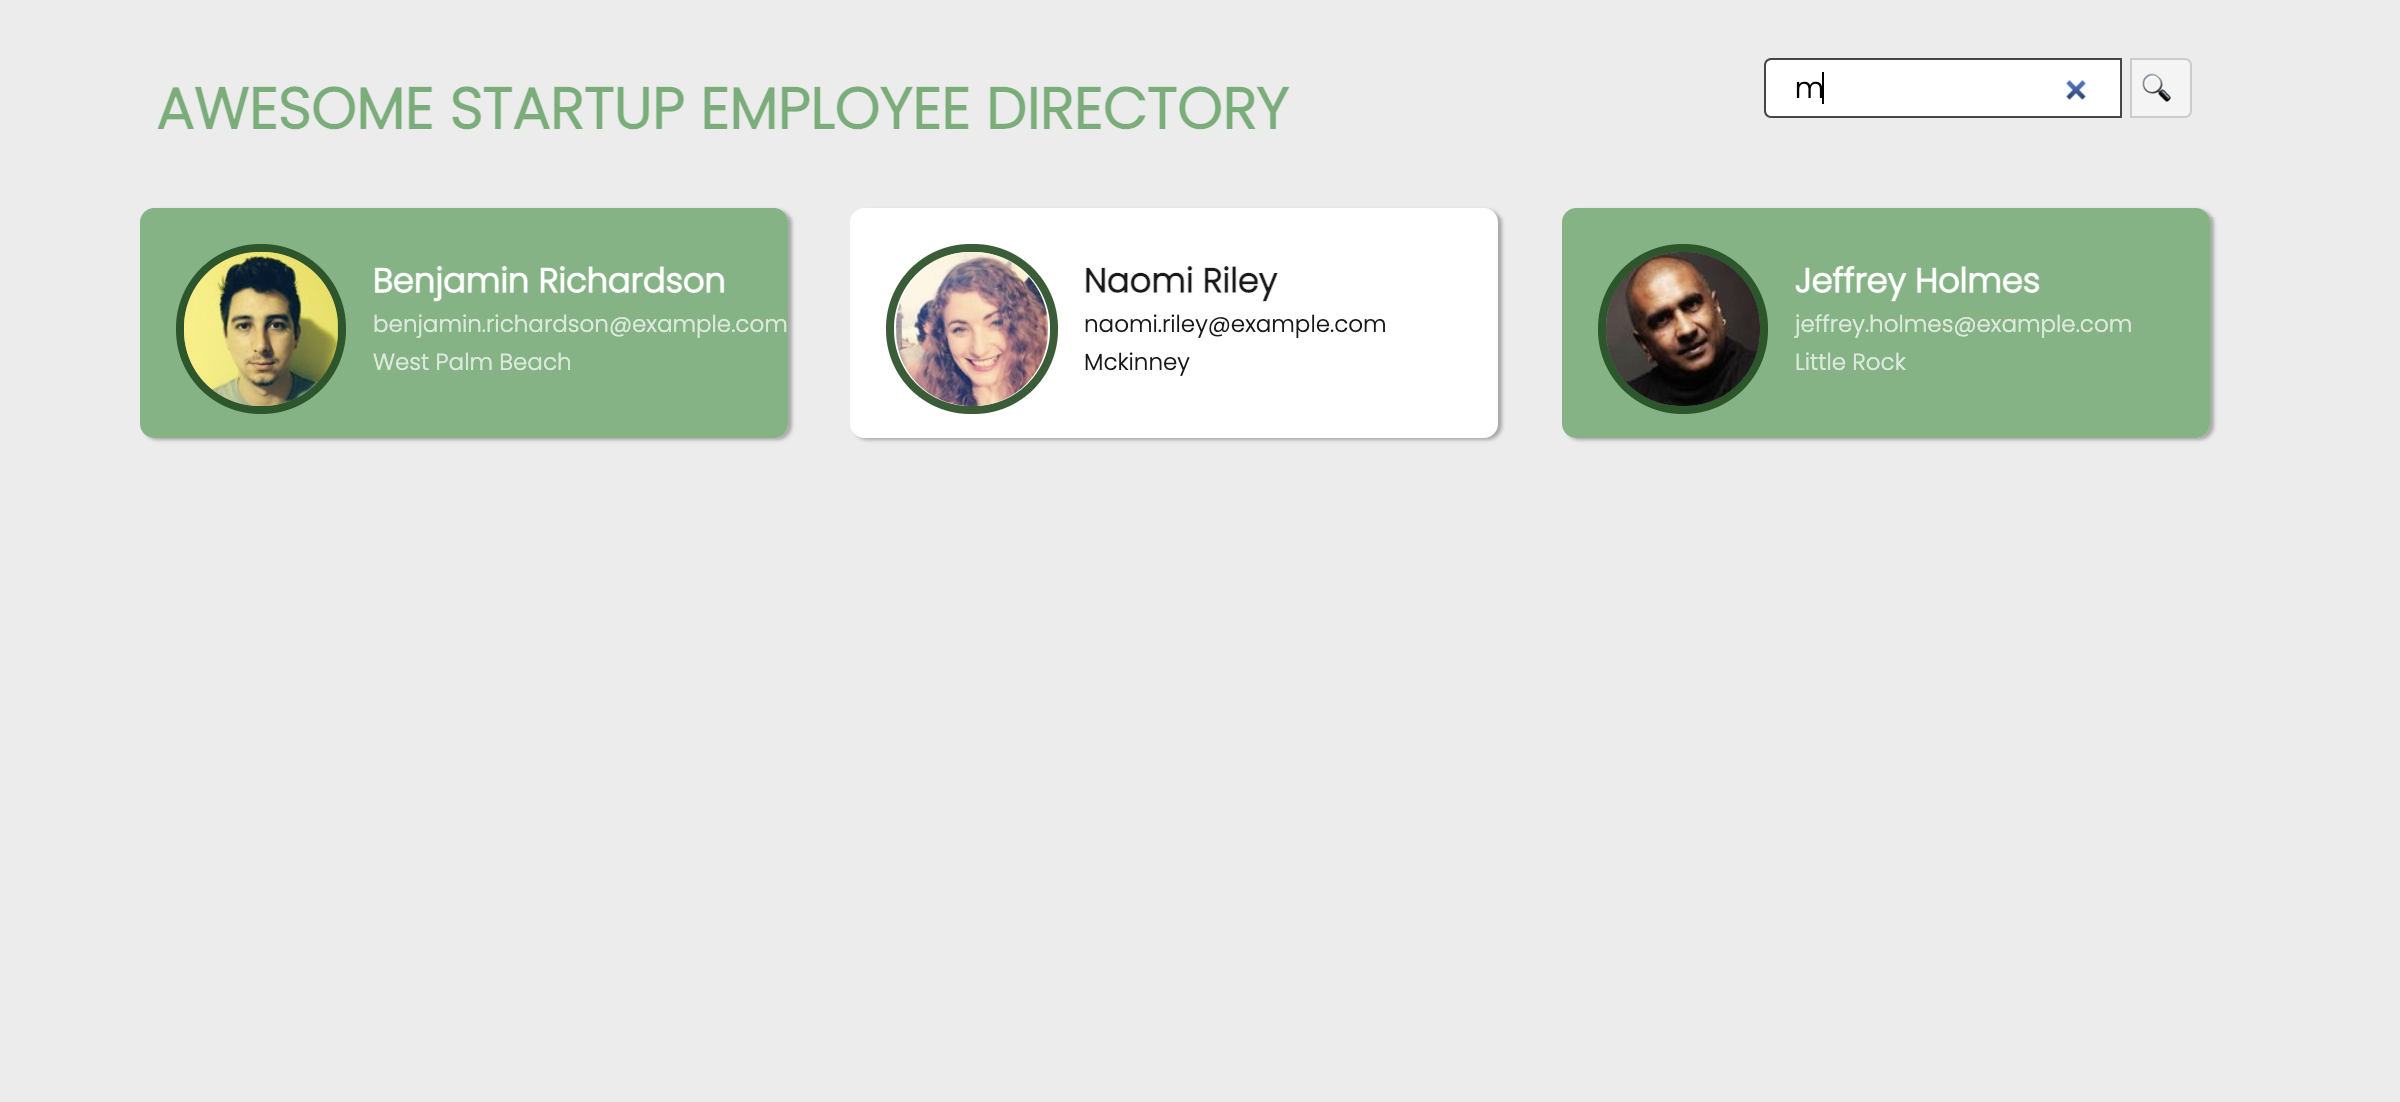 AWESOME STARTUP EMPLOYEE DIRECTORY
m
Benjamin Richardson
benjamin.richardson@example.com
West Palm Beach
Naomi Riley
naomi.riley@example.com
Mckinney
Jeffrey Holmes
jeffrey.holmes@example.com
Little Rock